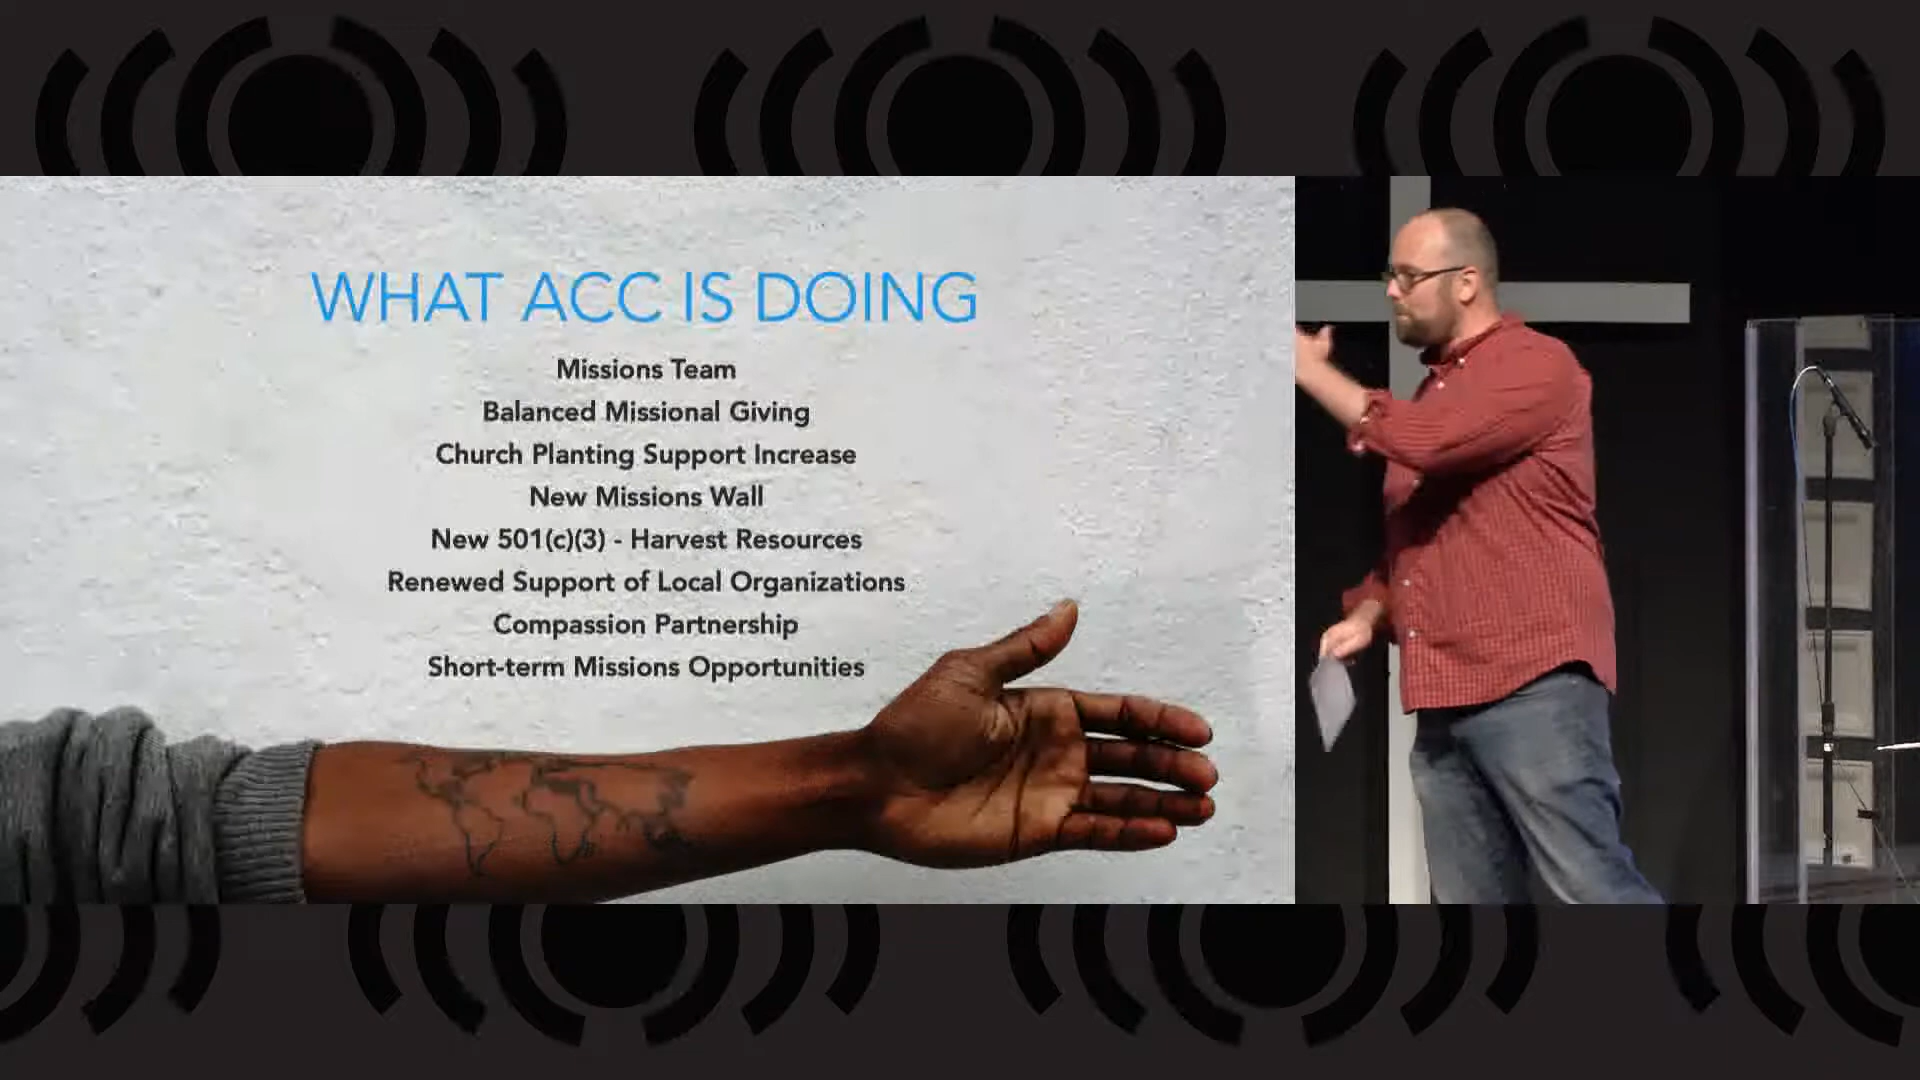 WHAT ACC IS DOING
Missions Team
Balanced Missional Giving
Church Planting Support Increase
New Missions Wall
New 501(c)(3) - Harvest Resources
Renewed Support of Local Organizations
Compassion Partnership
Short-term Missions Opportunities